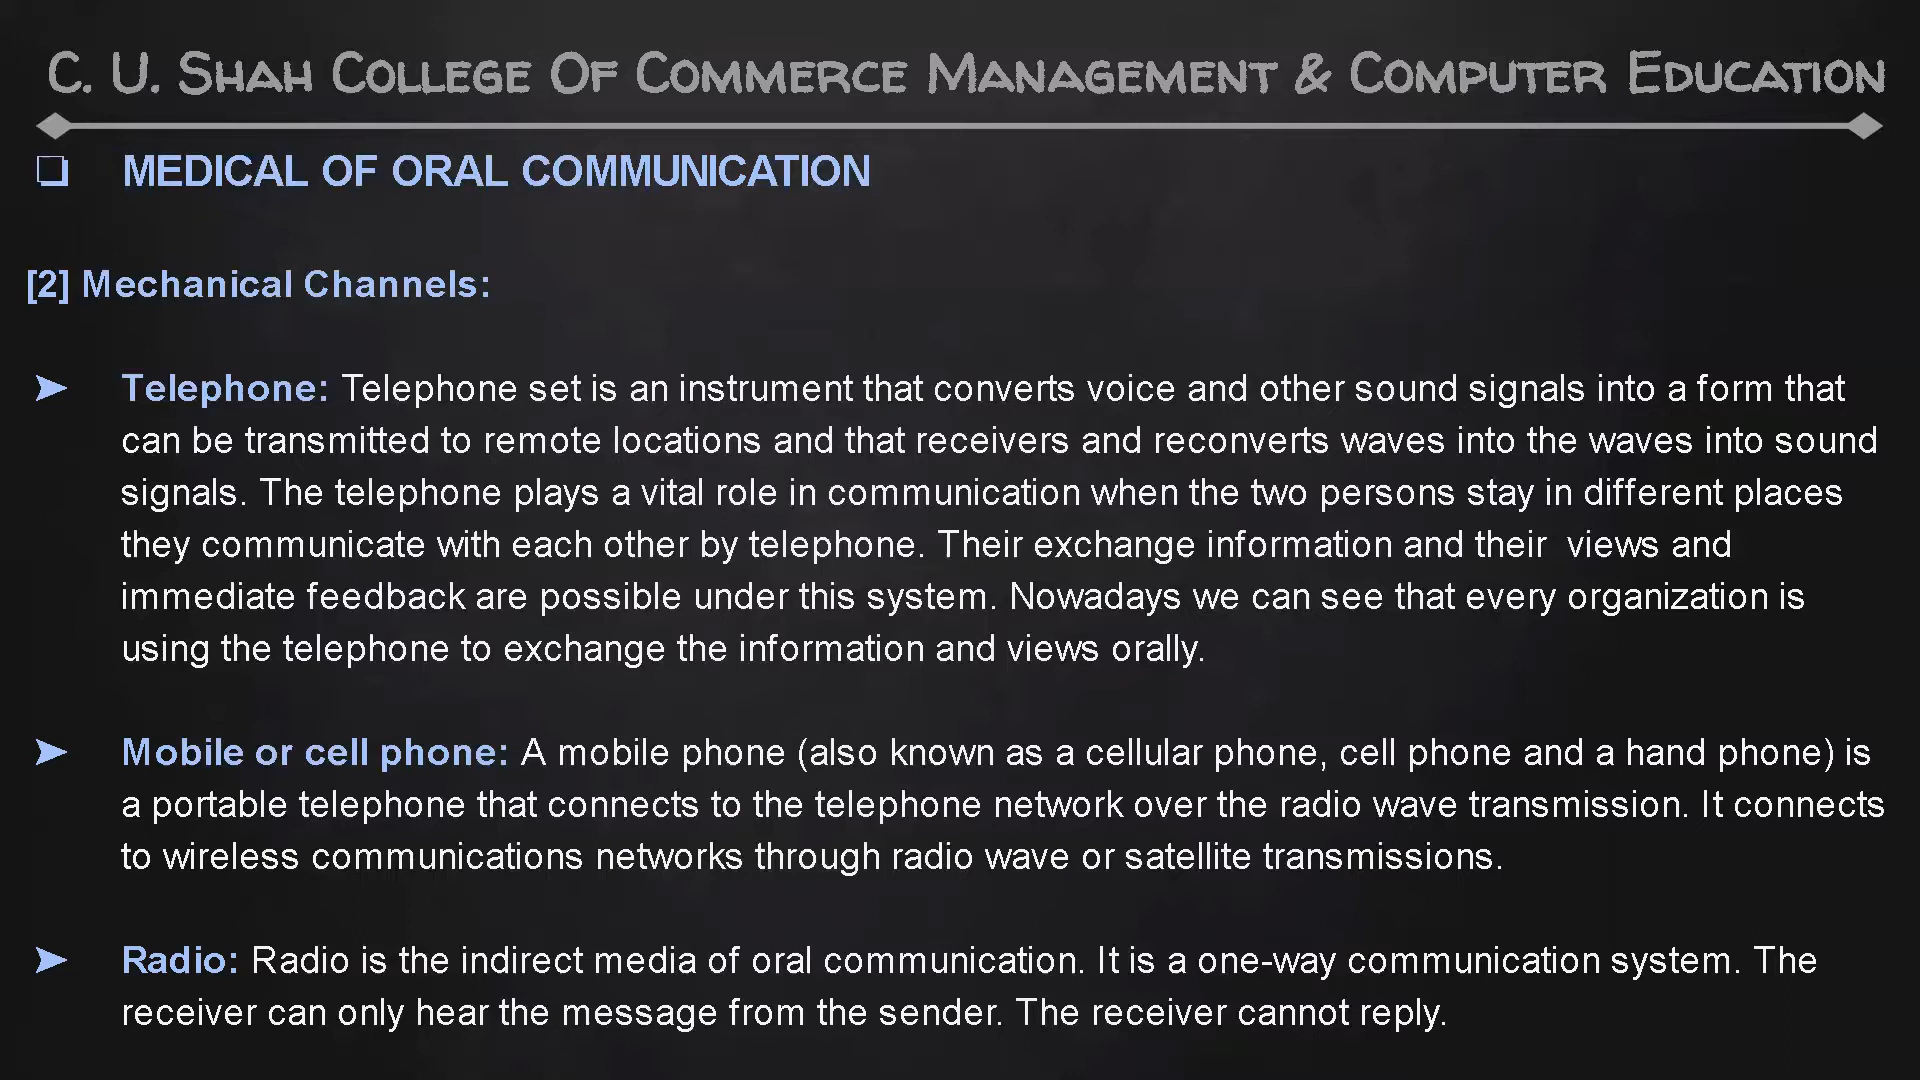 C. U. Shah College Of Commerce Management & Computer Education
❏ MEDICAL OF ORAL COMMUNICATION
[2] Mechanical Channels:
➤ Telephone: Telephone set is an instrument that converts voice and other sound signals into a form that
can be transmitted to remote locations and that receivers and reconverts waves into the waves into sound
signals. The telephone plays a vital role in communication when the two persons stay in different places
they communicate with each other by telephone. Their exchange information and their  views and
immediate feedback are possible under this system. Nowadays we can see that every organization is
using the telephone to exchange the information and views orally.
➤ Mobile or cell phone: A mobile phone (also known as a cellular phone, cell phone and a hand phone) is
a portable telephone that connects to the telephone network over the radio wave transmission. It connects
to wireless communications networks through radio wave or satellite transmissions.
➤ Radio: Radio is the indirect media of oral communication. It is a one-way communication system. The
receiver can only hear the message from the sender. The receiver cannot reply.